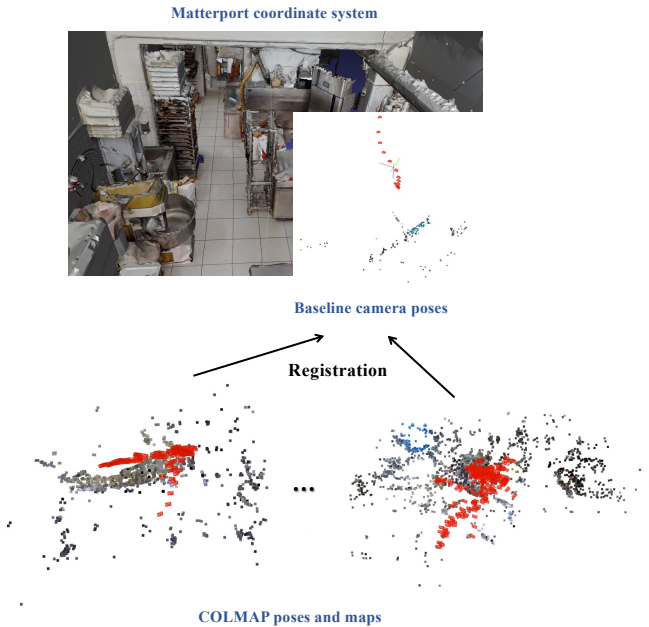 Matterport coordinate system
Baseline camera poses
Registration
...
COLMAP poses and maps